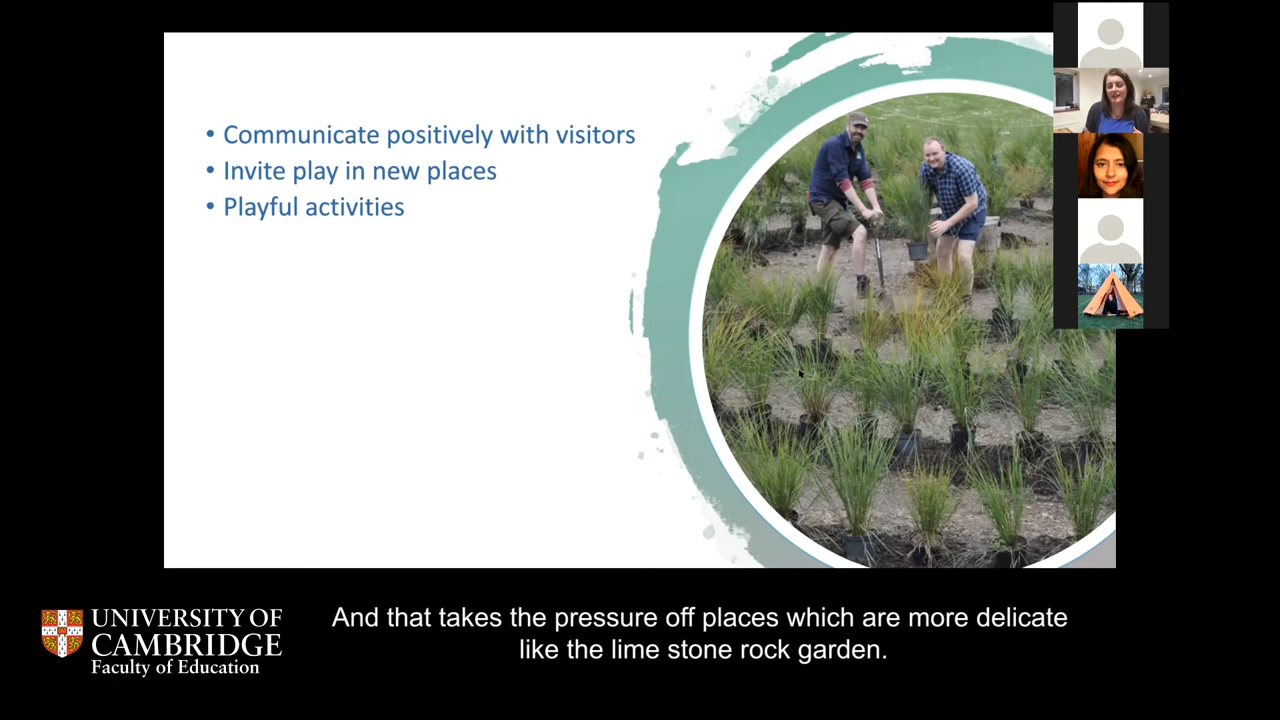 • Communicate positively with visitors
• Invite play in new places
• Playful activities
UNIVERSITY OF
CAMBRIDGE
Faculty of Education
And that takes the pressure off places which are more delicate
like the lime stone rock garden.